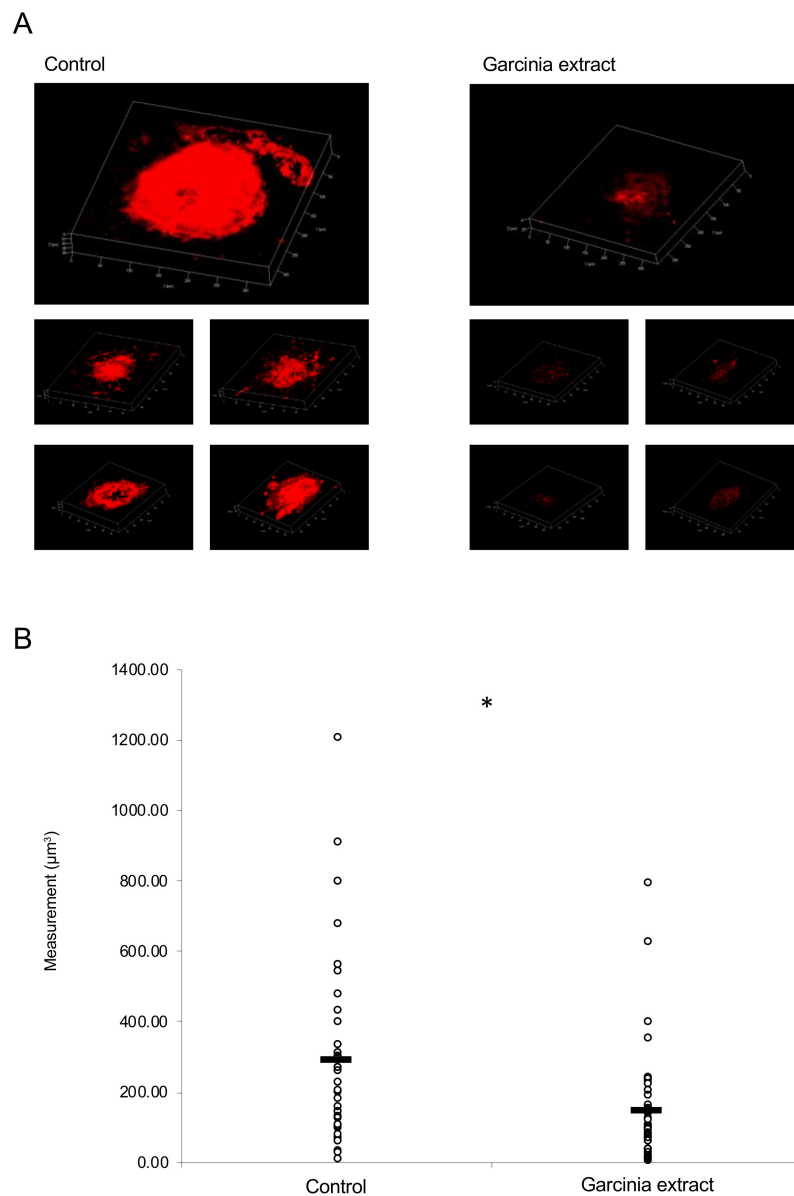 A
Control
Garcinia extract
B
1400.00
*
1200.00
1000.00
800.00
Measurement (µm³)
600.00
400.00
200.00
0.00
Control
Garcinia extract